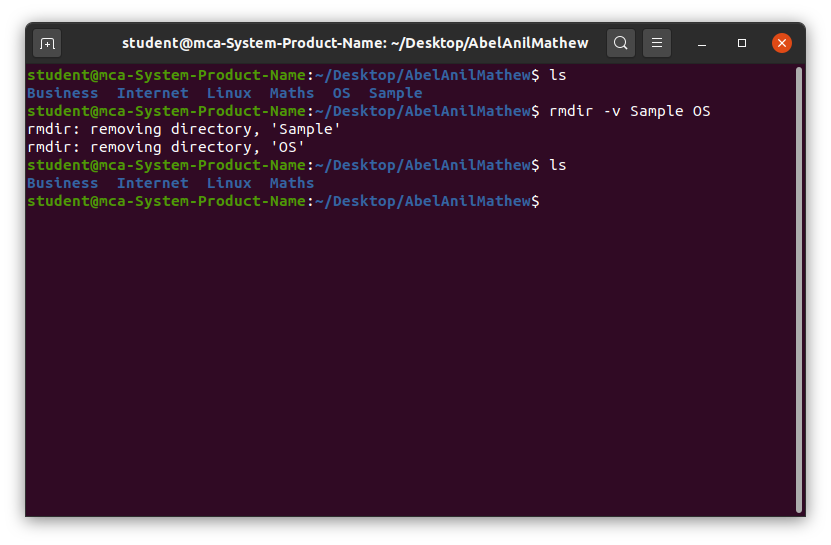 student@mca-System-Product-Name: ~/Desktop/AbelAnilMathew
student@mca-System-Product-Name:~/Desktop/AbelAnilMathew$ ls
Business  Internet  Linux  Maths  OS  Sample
student@mca-System-Product-Name:~/Desktop/AbelAnilMathew$ rmdir -v Sample OS
rmdir: removing directory, 'Sample'
rmdir: removing directory, 'OS'
student@mca-System-Product-Name:~/Desktop/AbelAnilMathew$ ls
Business  Internet  Linux  Maths
student@mca-System-Product-Name:~/Desktop/AbelAnilMathew$